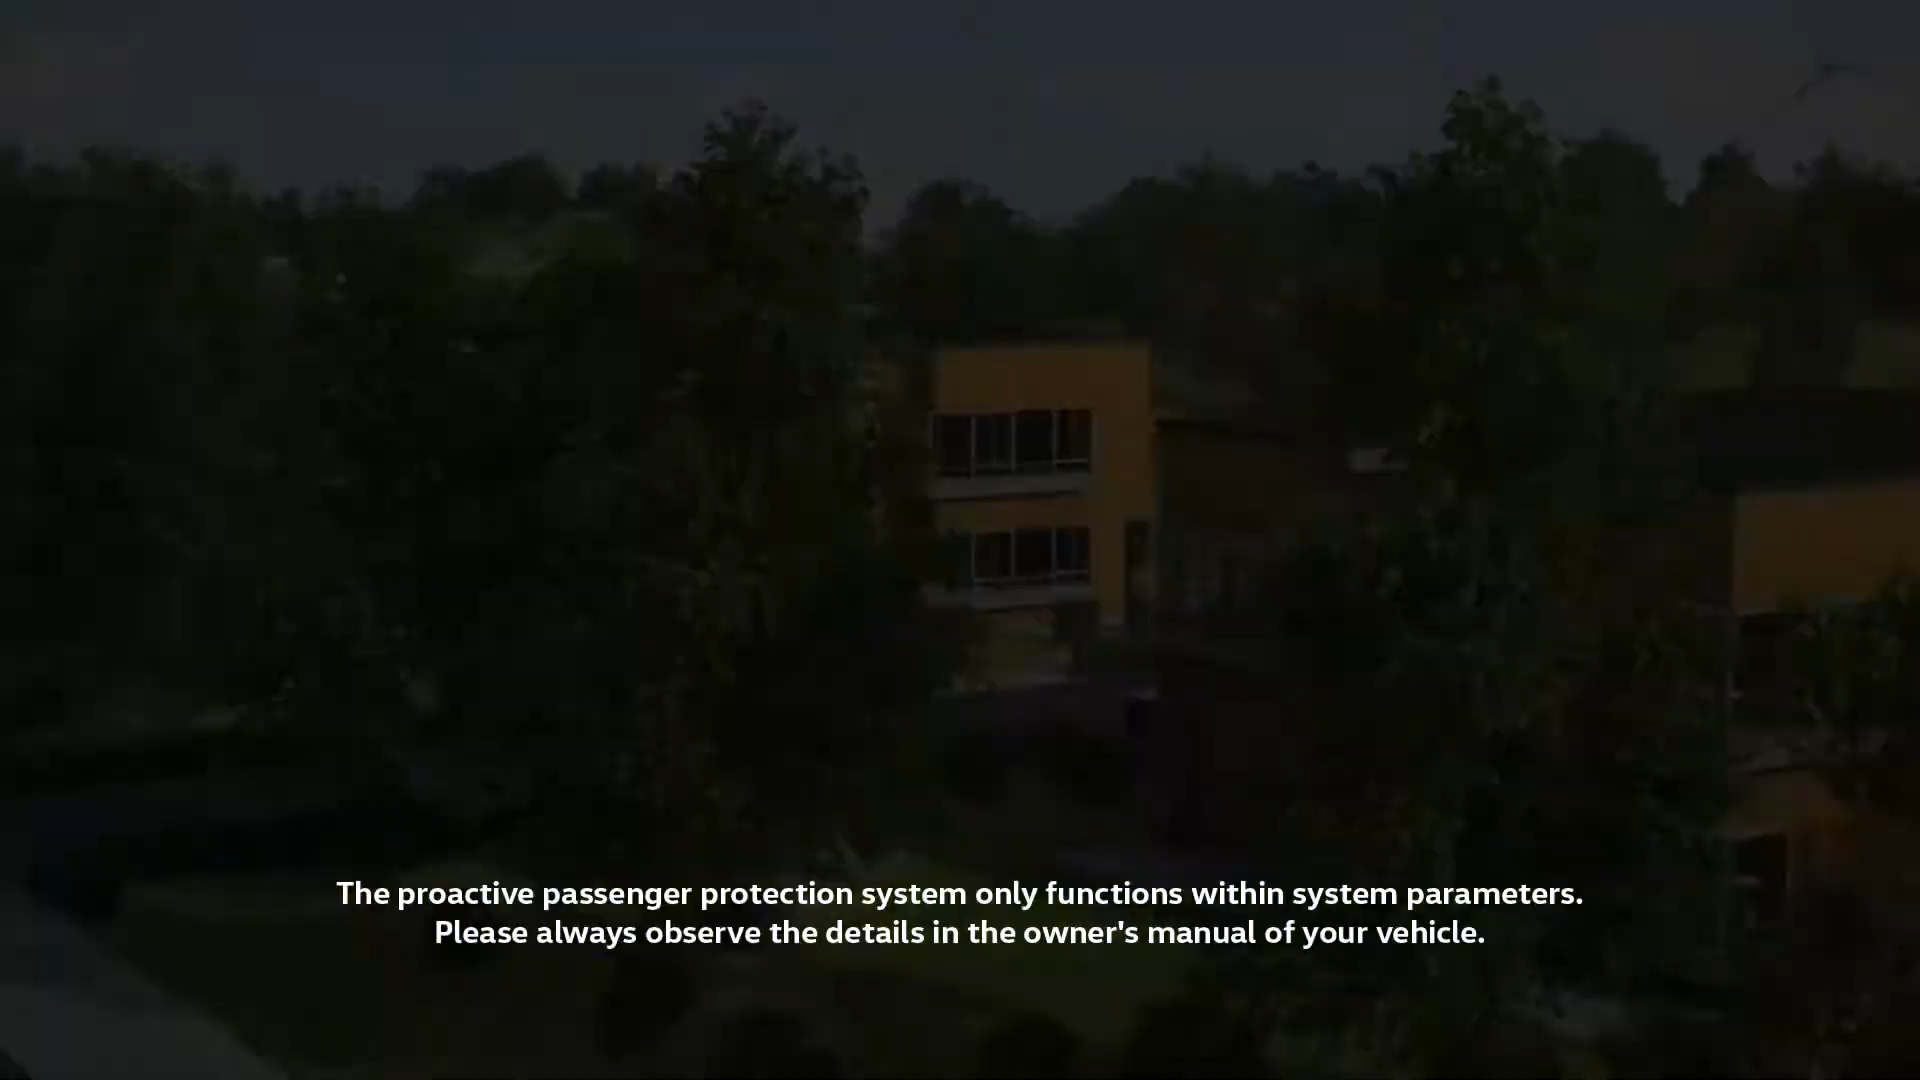 The proactive passenger protection system only functions within system parameters.
Please always observe the details in the owner's manual of your vehicle.